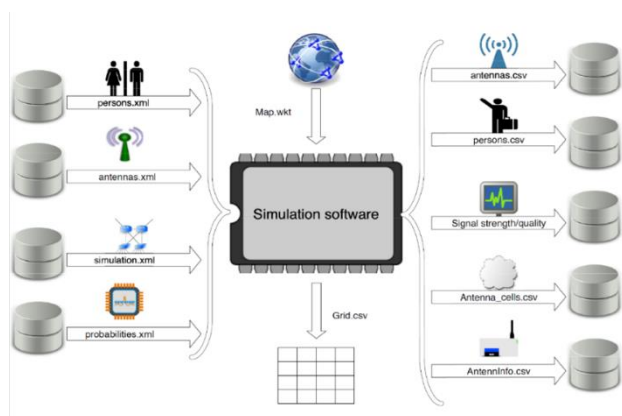 persons.xml
antennas.xml
simulation.xml
probabilities.xml
Map.wkt
Simulation software
Grid.csv
antennas.csv
persons.csv
Signal strength/quality
Antenna_cells.csv
AntennInfo.csv